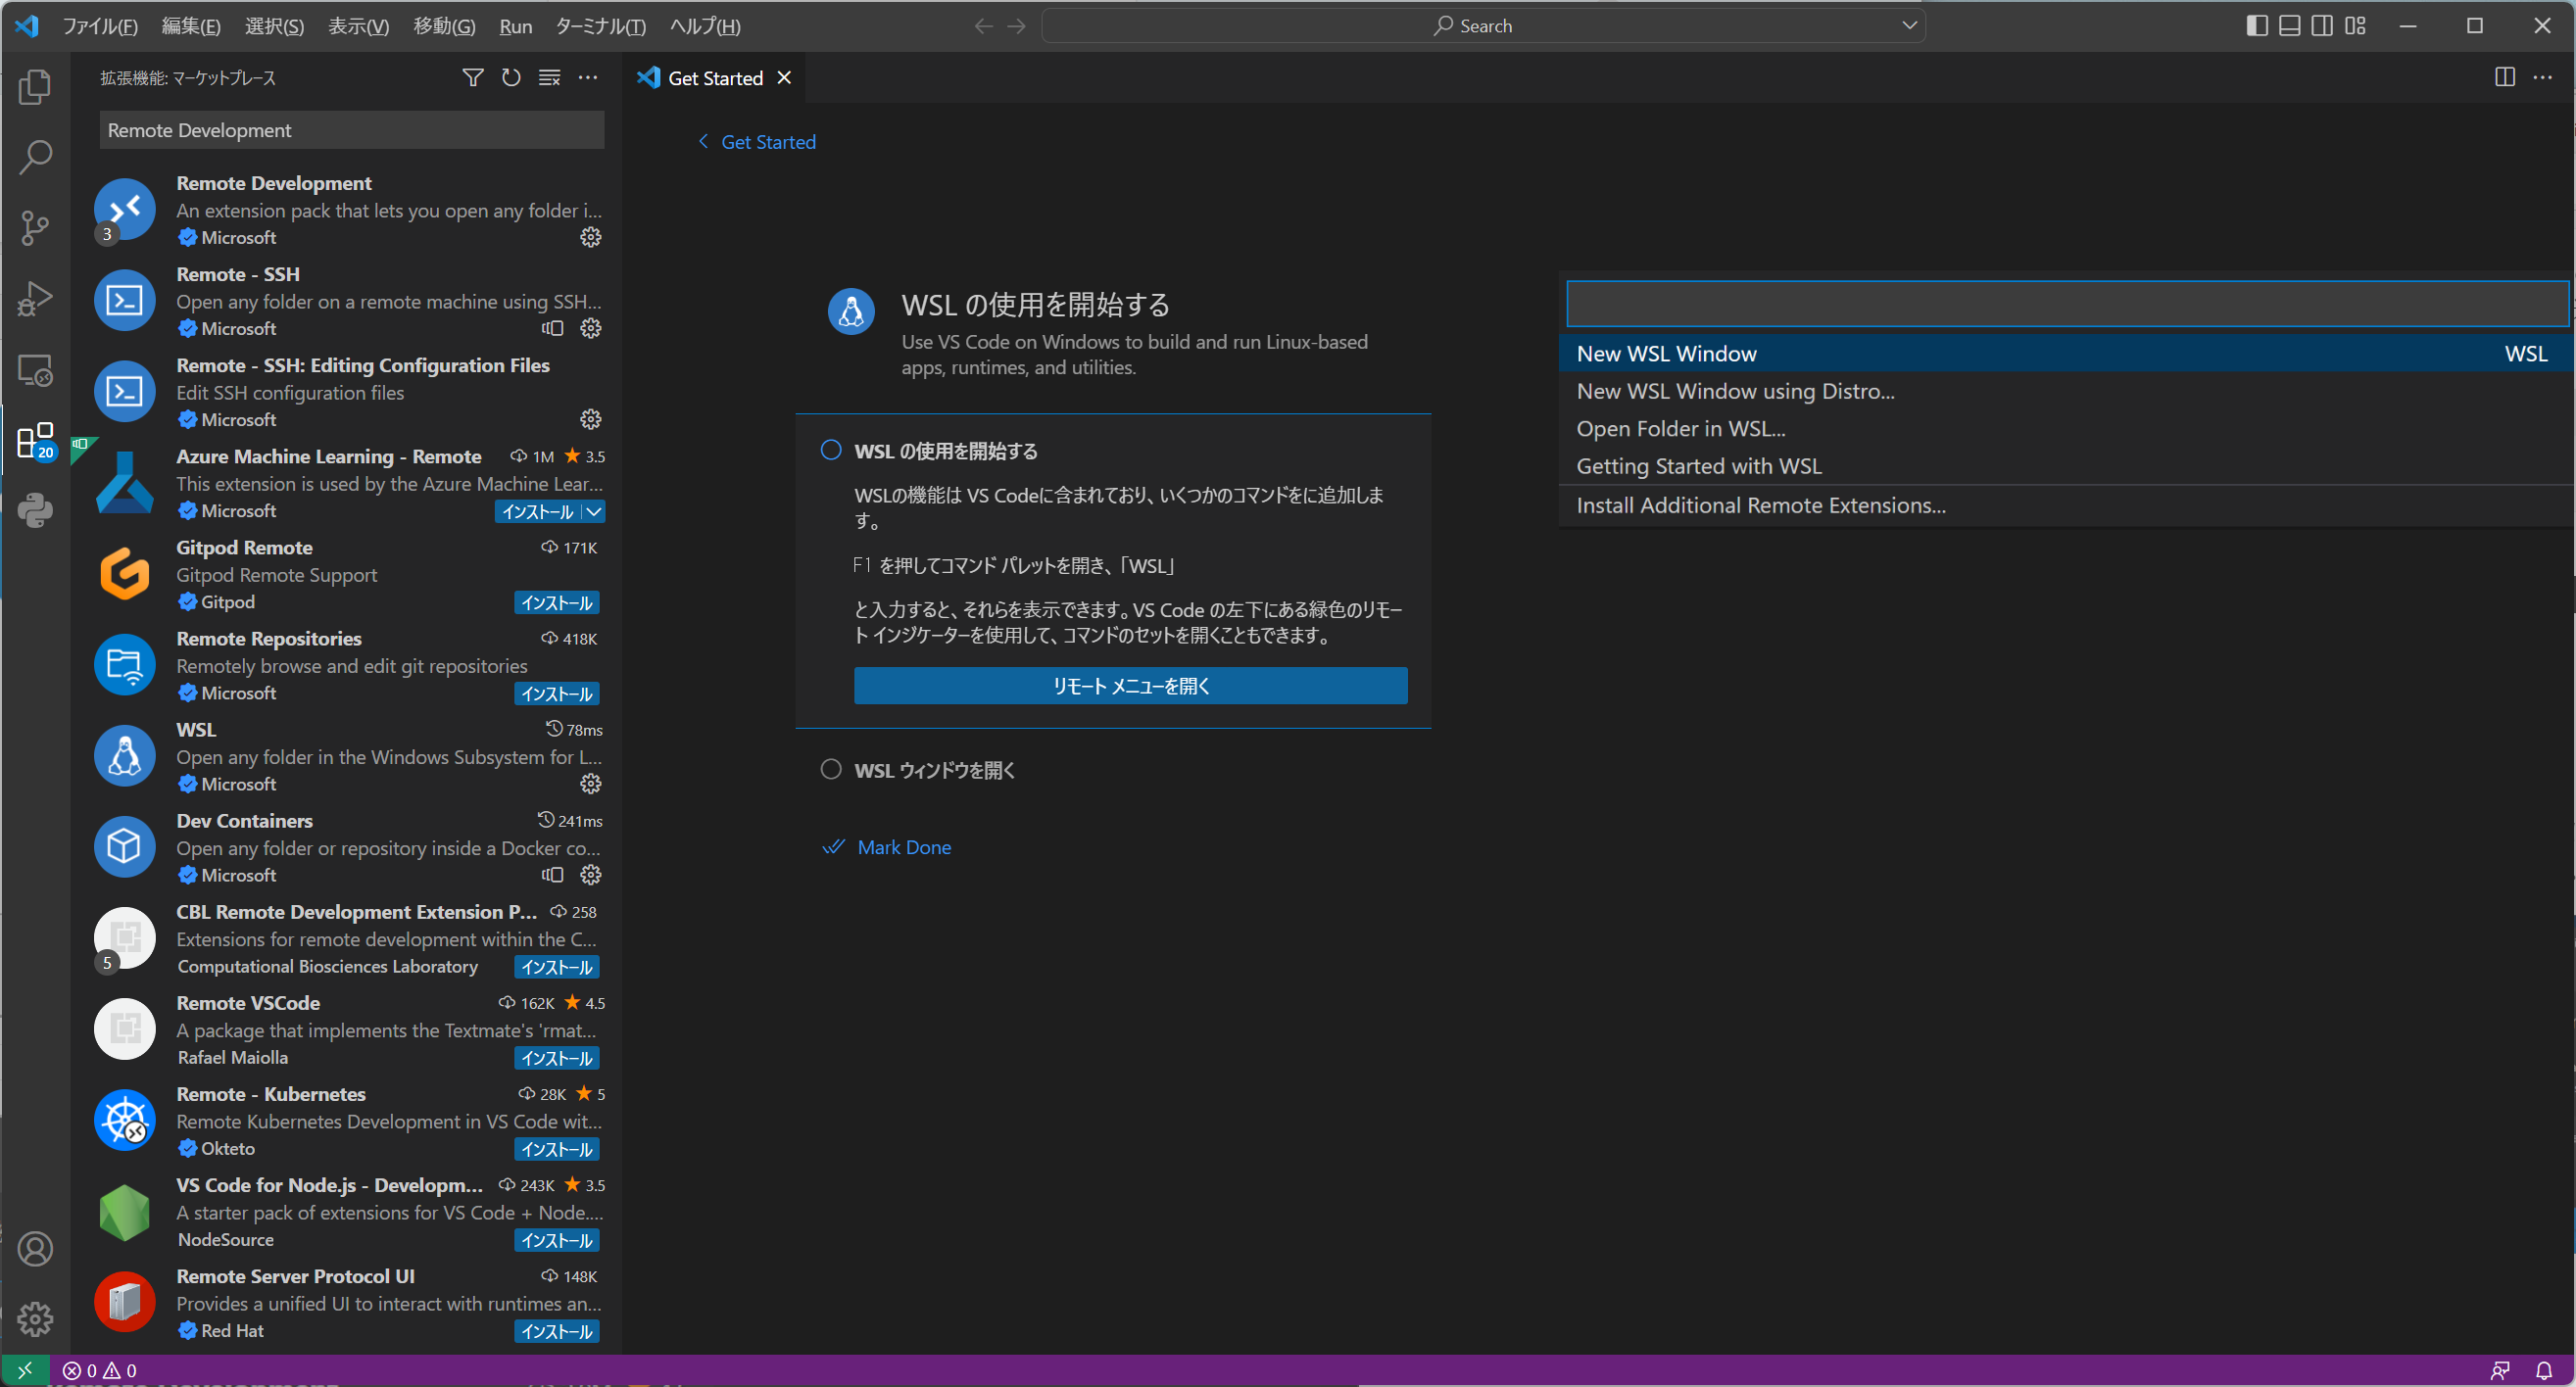 ファイル(F) 編集(E) 選択(S) 表示(V) 移動(G) Run ターミナル(T) ヘルプ(H)
Search
拡張機能: マーケットプレース
Remote Development
Remote Development
An extension pack that lets you open any folder i...
3
Microsoft
Remote - SSH
Open any folder on a remote machine using SSH...
Microsoft
Remote - SSH: Editing Configuration Files
Edit SSH configuration files
Microsoft
20
Azure Machine Learning - Remote 1M 3.5
This extension is used by the Azure Machine Lear...
Microsoft インストール
Gitpod Remote 171K
Gitpod Remote Support
Gitpod インストール
Remote Repositories 418K
Remotely browse and edit git repositories
Microsoft インストール
WSL 78ms
Open any folder in the Windows Subsystem for L...
Microsoft
Dev Containers 241ms
Open any folder or repository inside a Docker co...
Microsoft
CBL Remote Development Extension P... 258
Extensions for remote development within the C...
5
Computational Biosciences Laboratory インストール
Remote VSCode 162K 4.5
A package that implements the Textmate's 'rmat...
Rafael Maiolla インストール
Remote - Kubernetes 28K 5
Remote Kubernetes Development in VS Code wit...
Okteto インストール
VS Code for Node.js - Developm... 243K 3.5
A starter pack of extensions for VS Code + Node....
NodeSource インストール
Remote Server Protocol UI 148K
Provides a unified UI to interact with runtimes an...
Red Hat インストール
Get Started
Get Started
WSL の使用を開始する
Use VS Code on Windows to build and run Linux-based
apps, runtimes, and utilities.
WSL の使用を開始する
WSLの機能は VS Codeに含まれており、いくつかのコマンドをに追加しま
す。
F1 を押してコマンド パレットを開き、「WSL」
と入力すると、それらを表示できます。VS Code の左下にある緑色のリモー
ト インジケーターを使用して、コマンドのセットを開くこともできます。
リモート メニューを開く
WSL ウィンドウを開く
Mark Done
New WSL Window WSL
New WSL Window using Distro...
Open Folder in WSL...
Getting Started with WSL
Install Additional Remote Extensions...
0 0